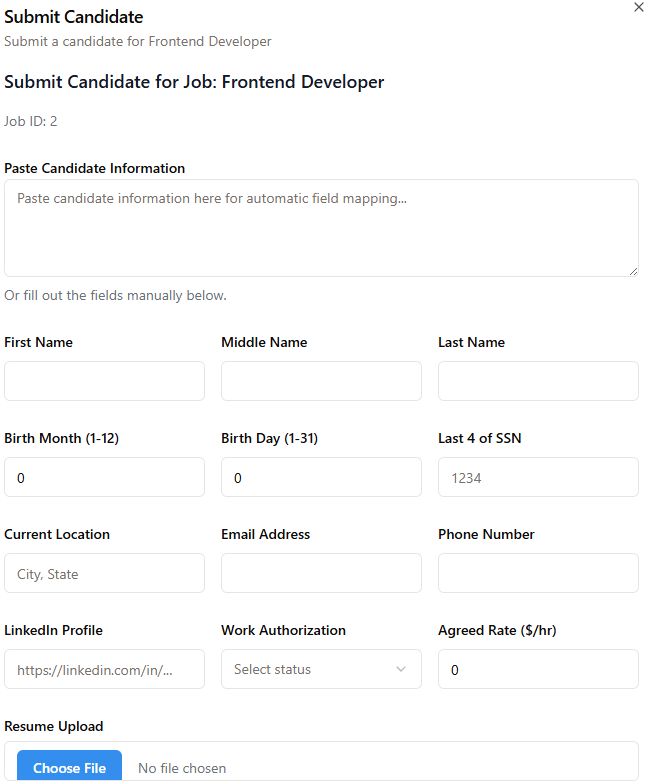 Submit Candidate
Submit a candidate for Frontend Developer
Submit Candidate for Job: Frontend Developer
Job ID: 2
Paste Candidate Information
Paste candidate information here for automatic field mapping...
Or fill out the fields manually below.
First Name Middle Name Last Name
Birth Month (1-12) Birth Day (1-31) Last 4 of SSN
0 0 1234
Current Location Email Address Phone Number
City, State
LinkedIn Profile Work Authorization Agreed Rate ($/hr)
https://linkedin.com/in/... Select status 0
Resume Upload
Choose File No file chosen